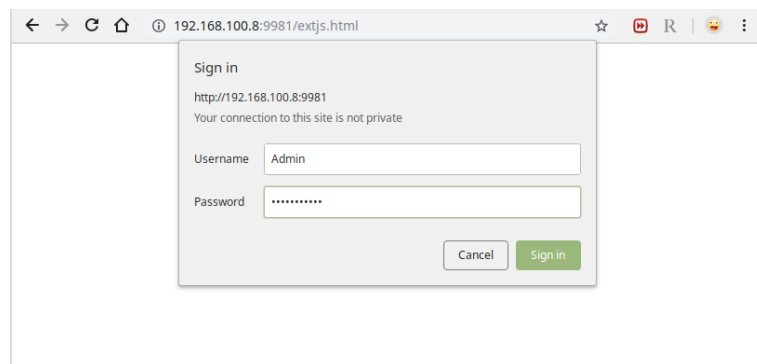 192.168.100.8:9981/extjs.html
R
Sign in
http://192.168.100.8:9981
Your connection to this site is not private
Username Admin
Password •••••••••••
Cancel Sign in